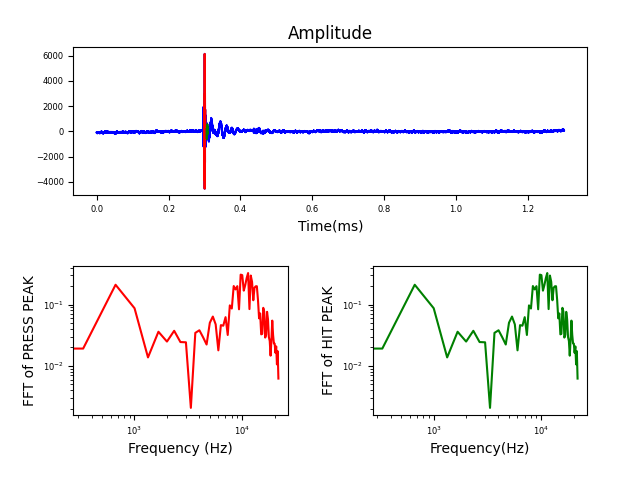 Amplitude
6000
4000
2000
0
−2000
−4000
0.0 0.2 0.4 0.6 0.8 1.0 1.2
Time(ms)
FFT of PRESS PEAK
10⁻¹
10⁻²
10³ 10⁴
Frequency (Hz)
FFT of HIT PEAK
10⁻¹
10⁻²
10³ 10⁴
Frequency(Hz)